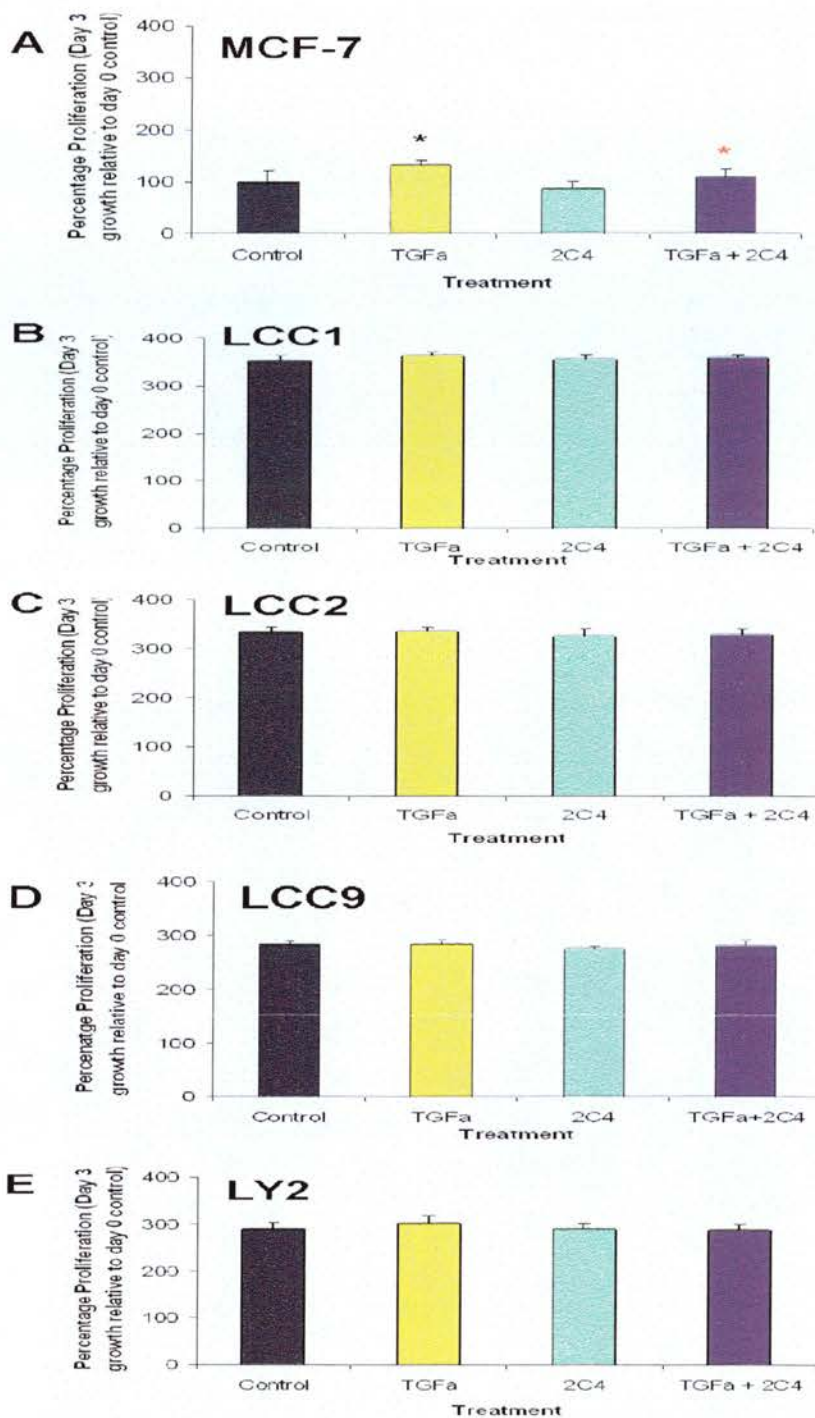 A
MCF-7
Percentage Proliferation (Day 3
growth relative to day 0 control)
400
300
200
100
0
*
*
Control
TGFa
2C4
TGFa + 2C4
Treatment
B
LCC1
Percentage Proliferation (Day 3
growth relative to day 0 control)
400
300
200
100
0
Control
TGFa
2C4
TGFa + 2C4
Treatment
C
LCC2
Percentage Proliferation (Day 3
growth relative to day 0 control)
400
300
200
100
0
Control
TGFa
2C4
TGFa + 2C4
Treatment
D
LCC9
Percenatge Proliferation (Day 3
growth relative to day 0 control
400
300
200
100
0
Control
TGFa
2C4
TGFa+2C4
Treatment
E
LY2
Percentage Proliferation (Day 3
growth relative to day 0 control)
400
300
200
100
0
Control
TGFa
2C4
TGFa + 2C4
Treatment